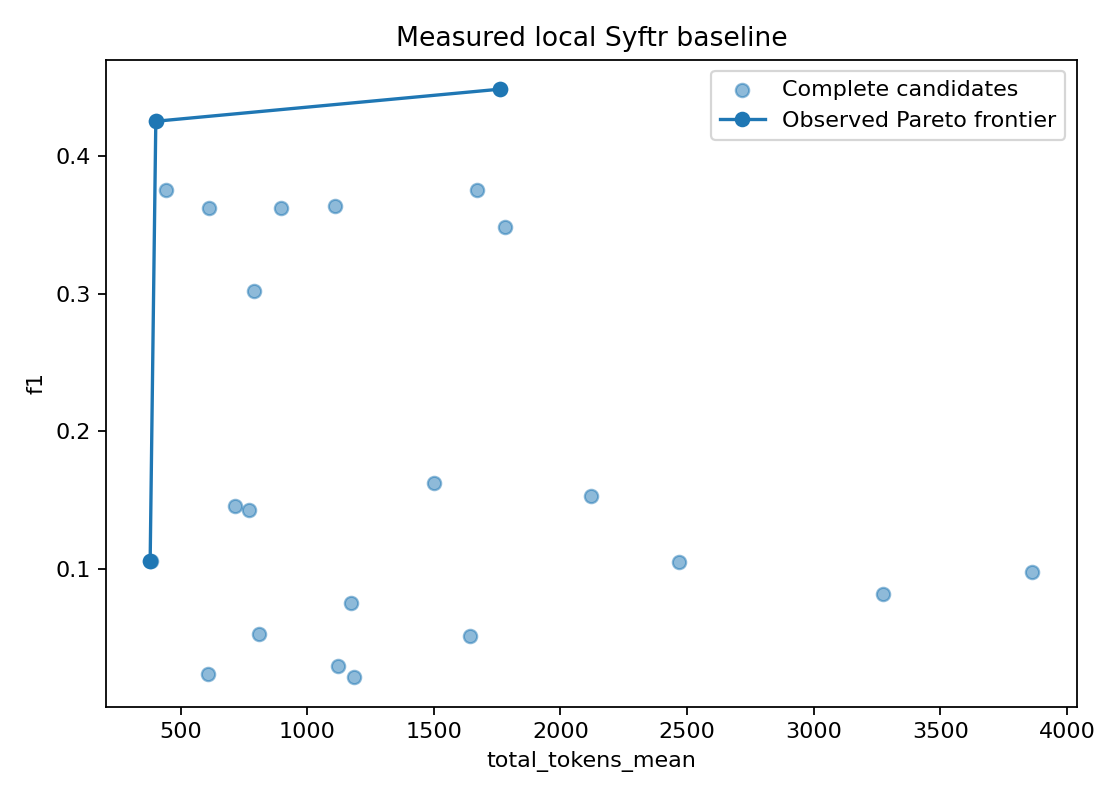 Measured local Syftr baseline
Complete candidates
Observed Pareto frontier
0.4
0.3
0.2
0.1
f1
500
1000
1500
2000
2500
3000
3500
4000
total_tokens_mean